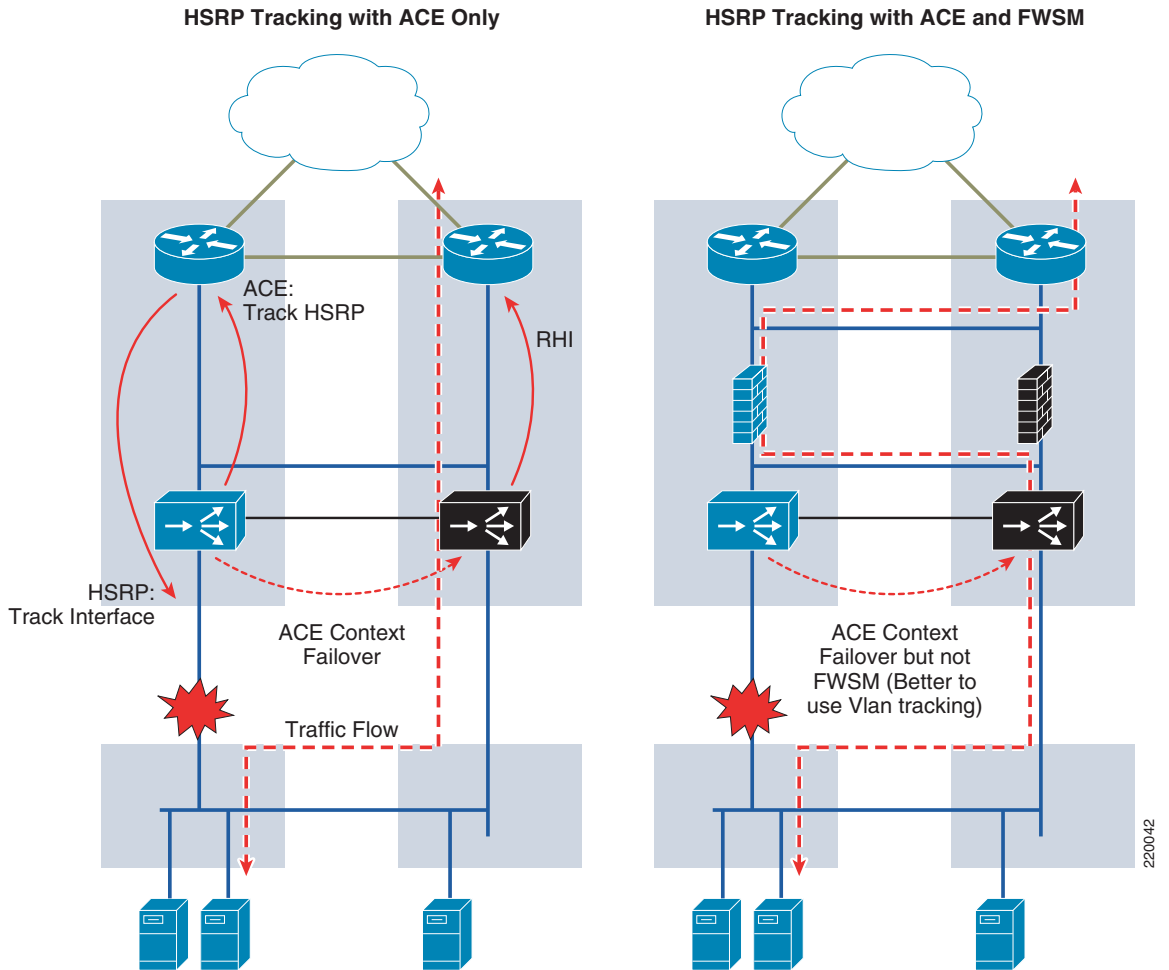 HSRP Tracking with ACE Only
ACE:
Track HSRP
RHI
HSRP:
Track Interface
ACE Context
Failover
Traffic Flow
HSRP Tracking with ACE and FWSM
ACE Context
Failover but not
FWSM (Better to
use Vlan tracking)
220042